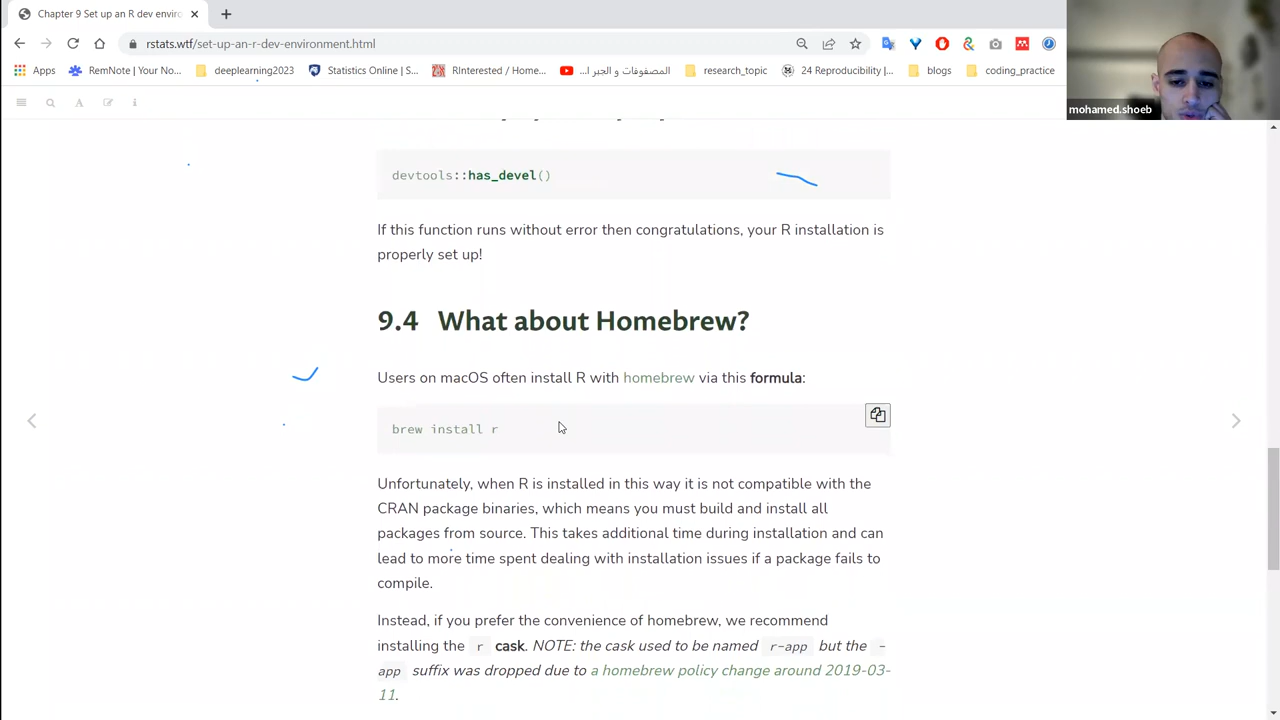 Chapter 9 Set up an R dev enviro
rstats.wtf/set-up-an-r-dev-environment.html
Apps
RemNote | Your No...
deeplearning2023
Statistics Online | S...
RInterested / Home...
المصفوفات و الجبر ا...
research_topic
24 Reproducibility |...
blogs
coding_practice
mohamed.shoeb
devtools::has_devel()
If this function runs without error then congratulations, your R installation is
properly set up!
9.4 What about Homebrew?
Users on macOS often install R with homebrew via this formula:
brew install r
Unfortunately, when R is installed in this way it is not compatible with the
CRAN package binaries, which means you must build and install all
packages from source. This takes additional time during installation and can
lead to more time spent dealing with installation issues if a package fails to
compile.
Instead, if you prefer the convenience of homebrew, we recommend
installing the r cask. NOTE: the cask used to be named r-app but the -
app suffix was dropped due to a homebrew policy change around 2019-03-
11.